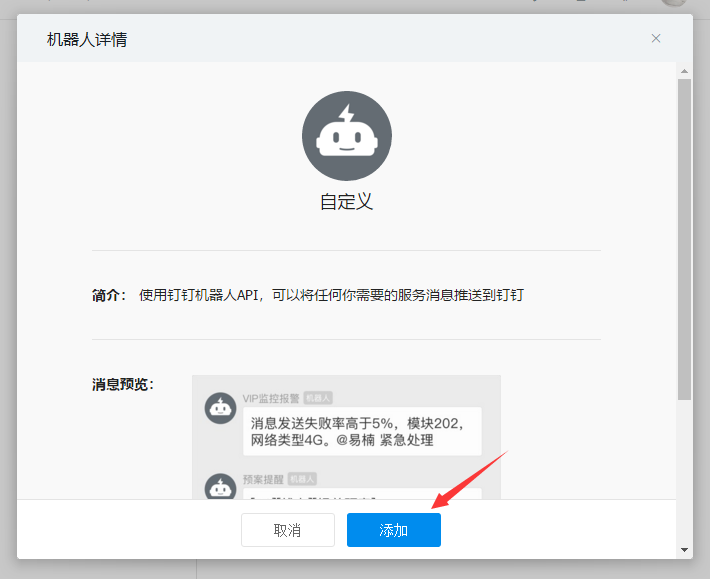 机器人详情
自定义
简介： 使用钉钉机器人API，可以将任何你需要的服务消息推送到钉钉
消息预览：
VIP监控报警 机器人
消息发送失败率高于5%，模块202，
网络类型4G。@易楠 紧急处理
预案提醒 机器人
取消
添加